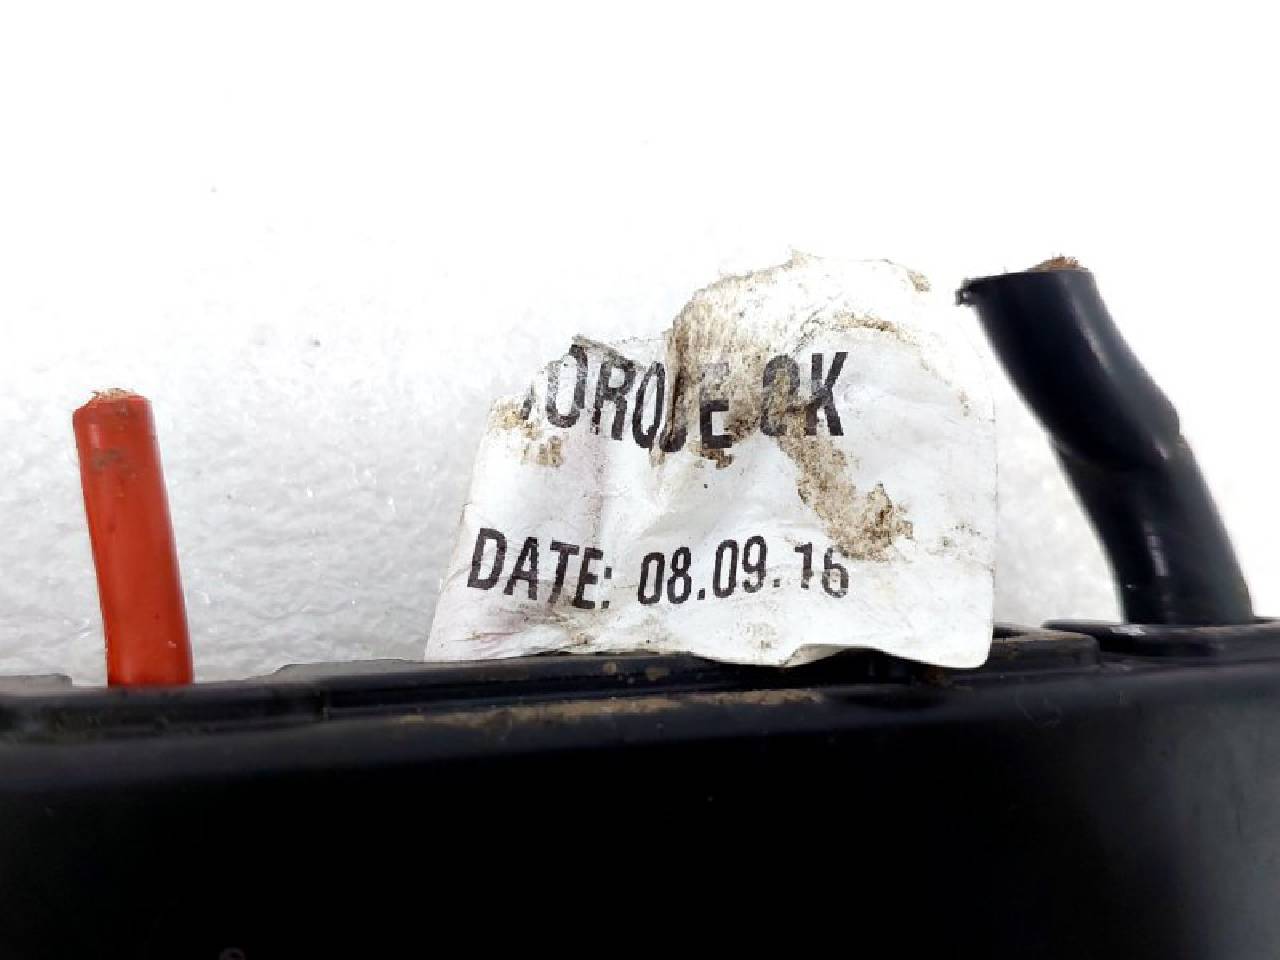 TORQUE OK
DATE: 08.09.16